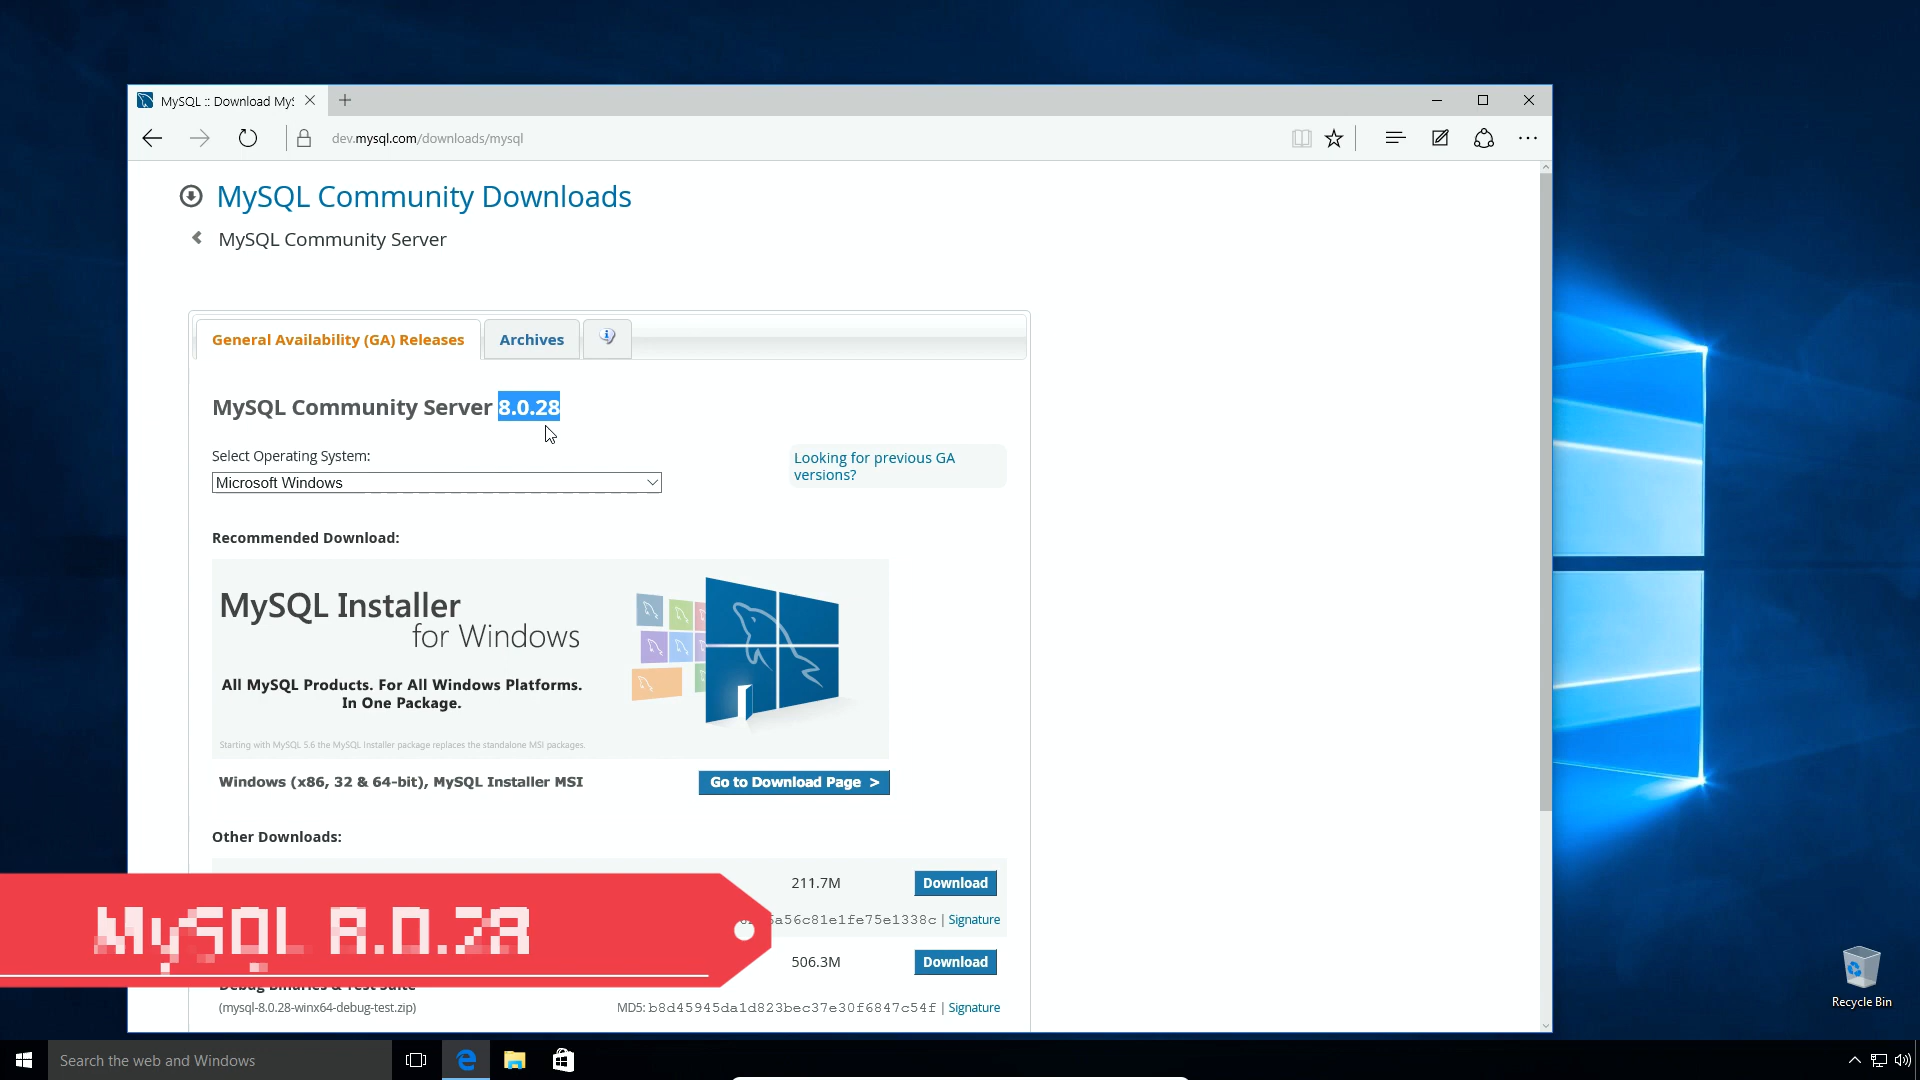 MySQL :: Download MyS
dev.mysql.com/downloads/mysql
MySQL Community Downloads
MySQL Community Server
General Availability (GA) Releases
Archives
MySQL Community Server 8.0.28
Select Operating System:
Looking for previous GA
versions?
Microsoft Windows
Recommended Download:
MySQL Installer
for Windows
All MySQL Products. For All Windows Platforms.
In One Package.
Starting with MySQL 5.6 the MySQL Installer package replaces the standalone MSI packages.
Windows (x86, 32 & 64-bit), MySQL Installer MSI
Go to Download Page >
Other Downloads:
211.7M
Download
a56c81e1fe75e1338c | Signature
MySQL 8.0.28
506.3M
Download
Debug Binaries & Test Suite
(mysql-8.0.28-winx64-debug-test.zip)
MD5: b8d45945da1d823bec37e30f6847c54f | Signature
Recycle Bin
Search the web and Windows